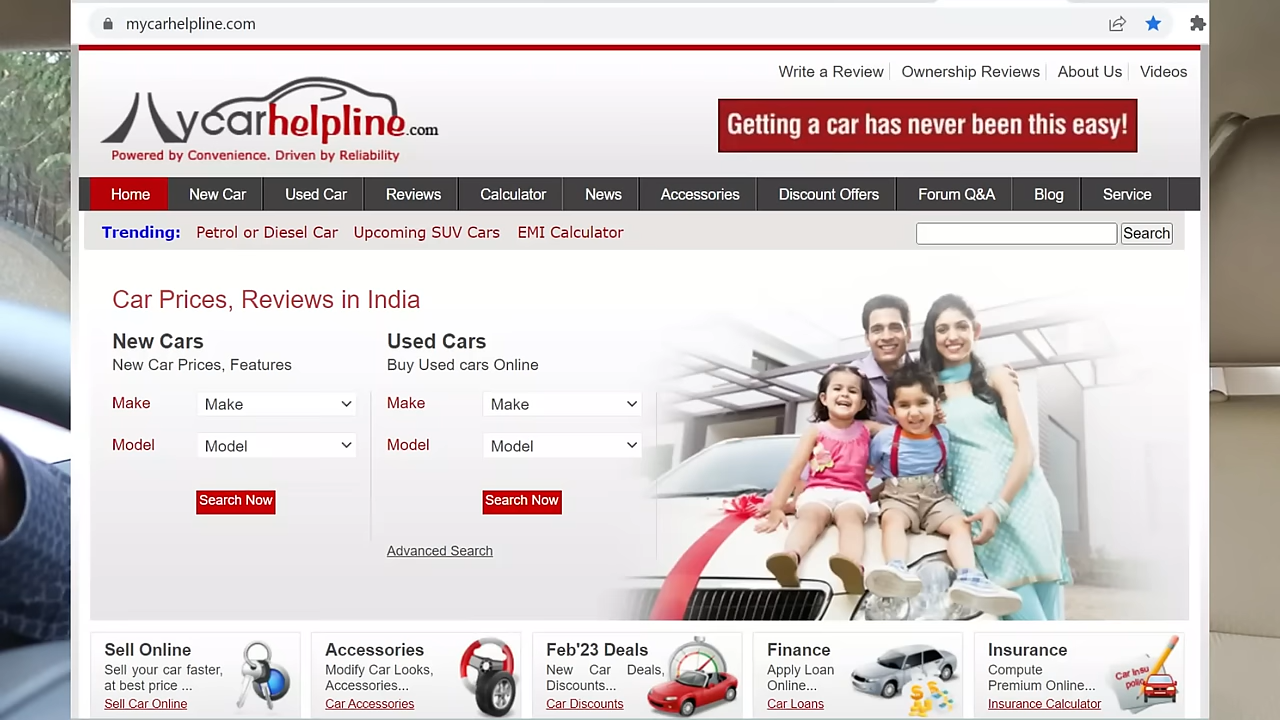 mycarhelpline.com
Write a Review
Ownership Reviews
About Us
Videos
Mycarhelpline.com
Powered by Convenience. Driven by Reliability
Getting a car has never been this easy!
Home
New Car
Used Car
Reviews
Calculator
News
Accessories
Discount Offers
Forum Q&A
Blog
Service
Trending:
Petrol or Diesel Car
Upcoming SUV Cars
EMI Calculator
Search
Car Prices, Reviews in India
New Cars
New Car Prices, Features
Make
Make
Model
Model
Search Now
Used Cars
Buy Used cars Online
Make
Make
Model
Model
Search Now
Advanced Search
Sell Online
Sell your car faster,
at best price ...
Sell Car Online
Accessories
Modify Car Looks,
Accessories...
Car Accessories
Feb'23 Deals
New Car Deals,
Discounts...
Car Discounts
Finance
Apply Loan
Online...
Car Loans
Insurance
Compute
Premium Online...
Insurance Calculator
Car Insu